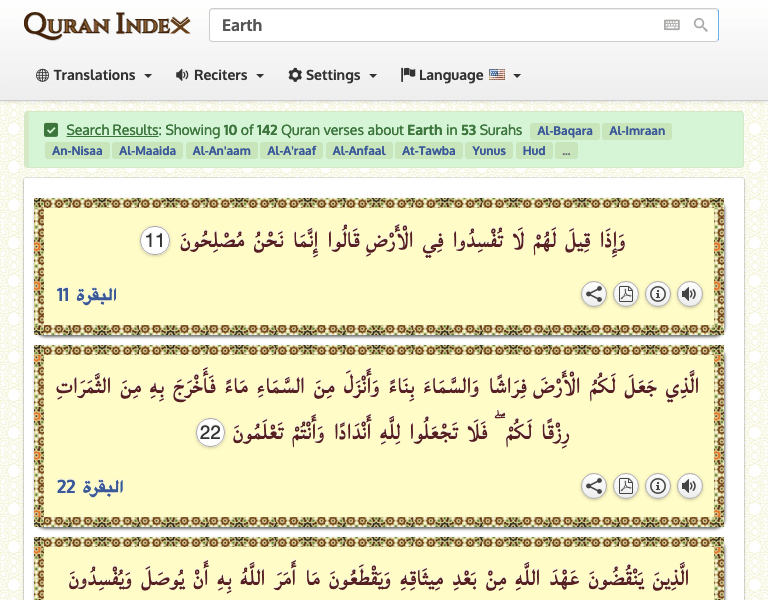 Quran Index
Earth
Translations Reciters Settings Language
Search Results: Showing 10 of 142 Quran verses about Earth in 53 Surahs Al-Baqara Al-Imraan
An-Nisaa Al-Maaida Al-An'aam Al-A'raaf Al-Anfaal At-Tawba Yunus Hud ...
وَإِذَا قِيلَ لَهُمْ لَا تُفْسِدُوا فِي الْأَرْضِ قَالُوا إِنَّمَا نَحْنُ مُصْلِحُونَ 11
البقرة 11
الَّذِي جَعَلَ لَكُمُ الْأَرْضَ فِرَاشًا وَالسَّمَاءَ بِنَاءً وَأَنْزَلَ مِنَ السَّمَاءِ مَاءً فَأَخْرَجَ بِهِ مِنَ الثَّمَرَاتِ
رِزْقًا لَكُمْ ۖ فَلَا تَجْعَلُوا لِلَّهِ أَنْدَادًا وَأَنْتُمْ تَعْلَمُونَ 22
البقرة 22
الَّذِينَ يَنْقُضُونَ عَهْدَ اللَّهِ مِنْ بَعْدِ مِيثَاقِهِ وَيَقْطَعُونَ مَا أَمَرَ اللَّهُ بِهِ أَنْ يُوصَلَ وَيُفْسِدُونَ